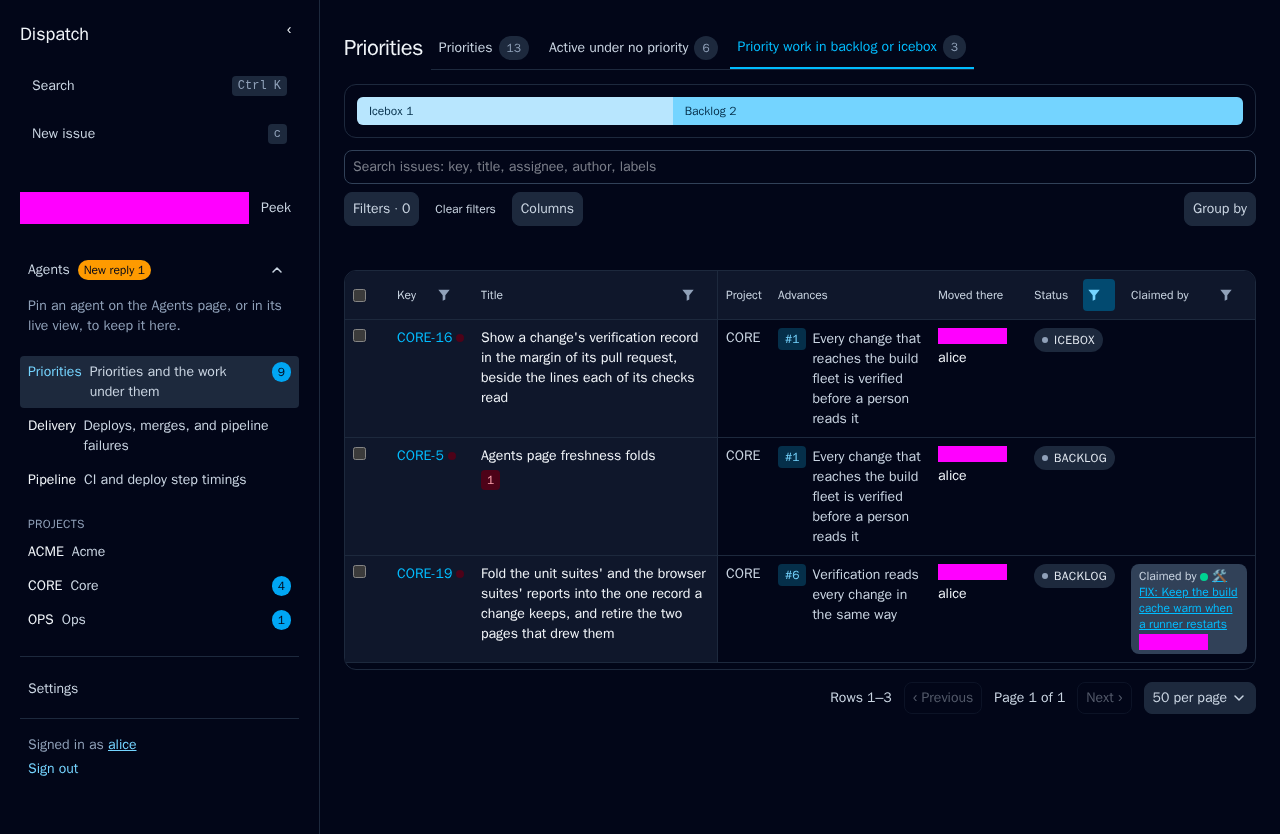 Dispatch
‹
Search
Ctrl K
New issue
C
Peek
Agents
New reply 1
Pin an agent on the Agents page, or in its
live view, to keep it here.
Priorities
Priorities and the work
under them
9
Delivery
Deploys, merges, and pipeline
failures
Pipeline
CI and deploy step timings
PROJECTS
ACME Acme
CORE Core
4
OPS Ops
1
Settings
Signed in as alice
Sign out
Priorities
Priorities 13
Active under no priority 6
Priority work in backlog or icebox 3
Icebox 1
Backlog 2
Search issues: key, title, assignee, author, labels
Filters · 0
Clear filters
Columns
Group by
Key
Title
Project
Advances
Moved there
Status
Claimed by
CORE-16
Show a change's verification record
in the margin of its pull request,
beside the lines each of its checks
read
CORE
#1
Every change that
reaches the build
fleet is verified
before a person
reads it
alice
ICEBOX
CORE-5
Agents page freshness folds
1
CORE
#1
Every change that
reaches the build
fleet is verified
before a person
reads it
alice
BACKLOG
CORE-19
Fold the unit suites' and the browser
suites' reports into the one record a
change keeps, and retire the two
pages that drew them
CORE
#6
Verification reads
every change in
the same way
alice
BACKLOG
Claimed by
FIX: Keep the build
cache warm when
a runner restarts
Rows 1–3
‹ Previous
Page 1 of 1
Next ›
50 per page